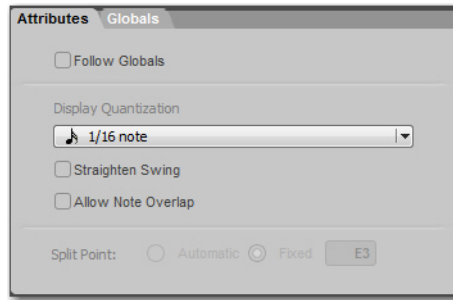 Attributes Globals
Follow Globals
Display Quantization
1/16 note
Straighten Swing
Allow Note Overlap
Split Point: Automatic Fixed E3